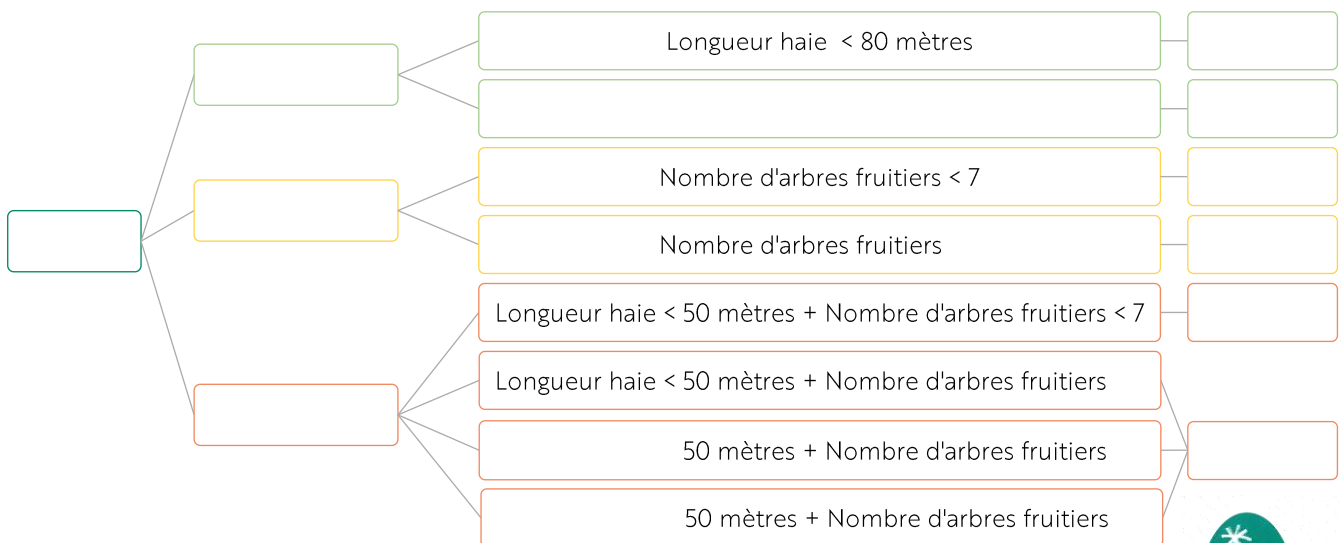 Longueur haie < 80 mètres
Nombre d'arbres fruitiers < 7
Nombre d'arbres fruitiers
Longueur haie < 50 mètres + Nombre d'arbres fruitiers < 7
Longueur haie < 50 mètres + Nombre d'arbres fruitiers
50 mètres + Nombre d'arbres fruitiers
50 mètres + Nombre d'arbres fruitiers